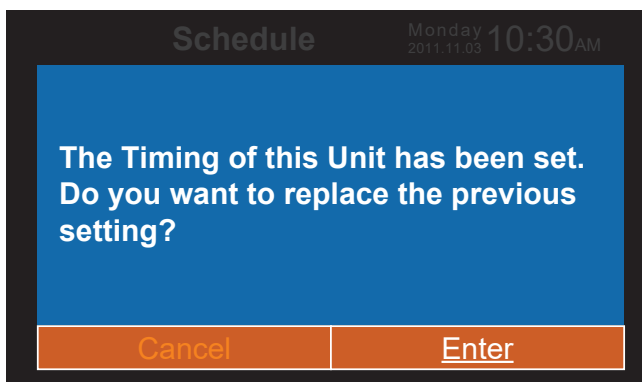 Schedule
Monday
2011.11.03 10:30AM
The Timing of this Unit has been set.
Do you want to replace the previous
setting?
Cancel
Enter